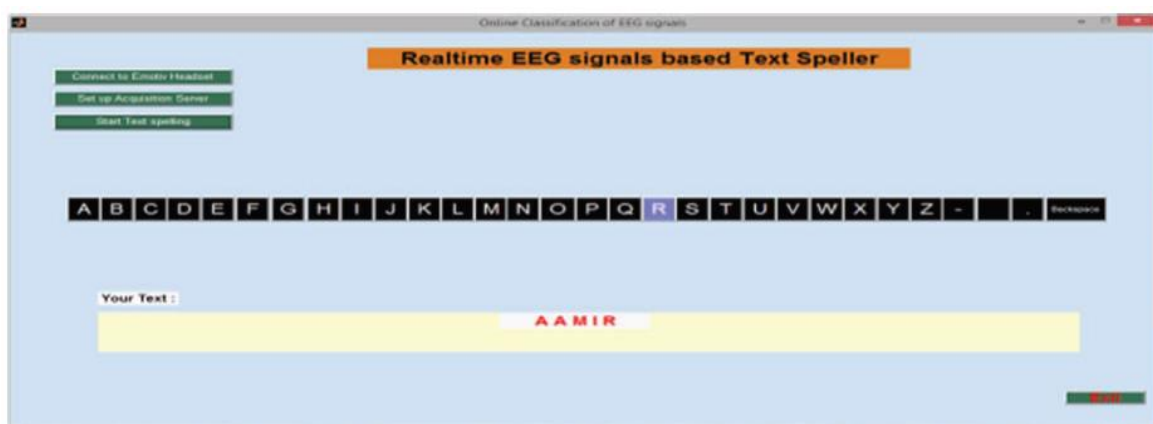 Online Classification of EEG signals
Realtime EEG signals based Text Speller
Connect to Emotiv Headset
Set up Acquisition Server
Start Text spelling
A B C D E F G H I J K L M N O P Q R S T U V W X Y Z - . Backspace
Your Text :
A A M I R
Exit